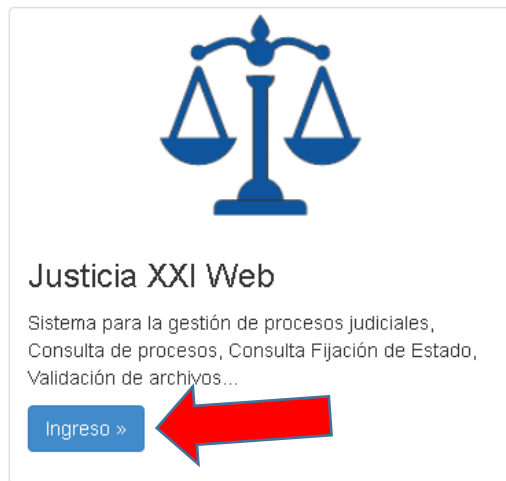 Justicia XXI Web
Sistema para la gestión de procesos judiciales,
Consulta de procesos, Consulta Fijación de Estado,
Validación de archivos...
Ingreso »